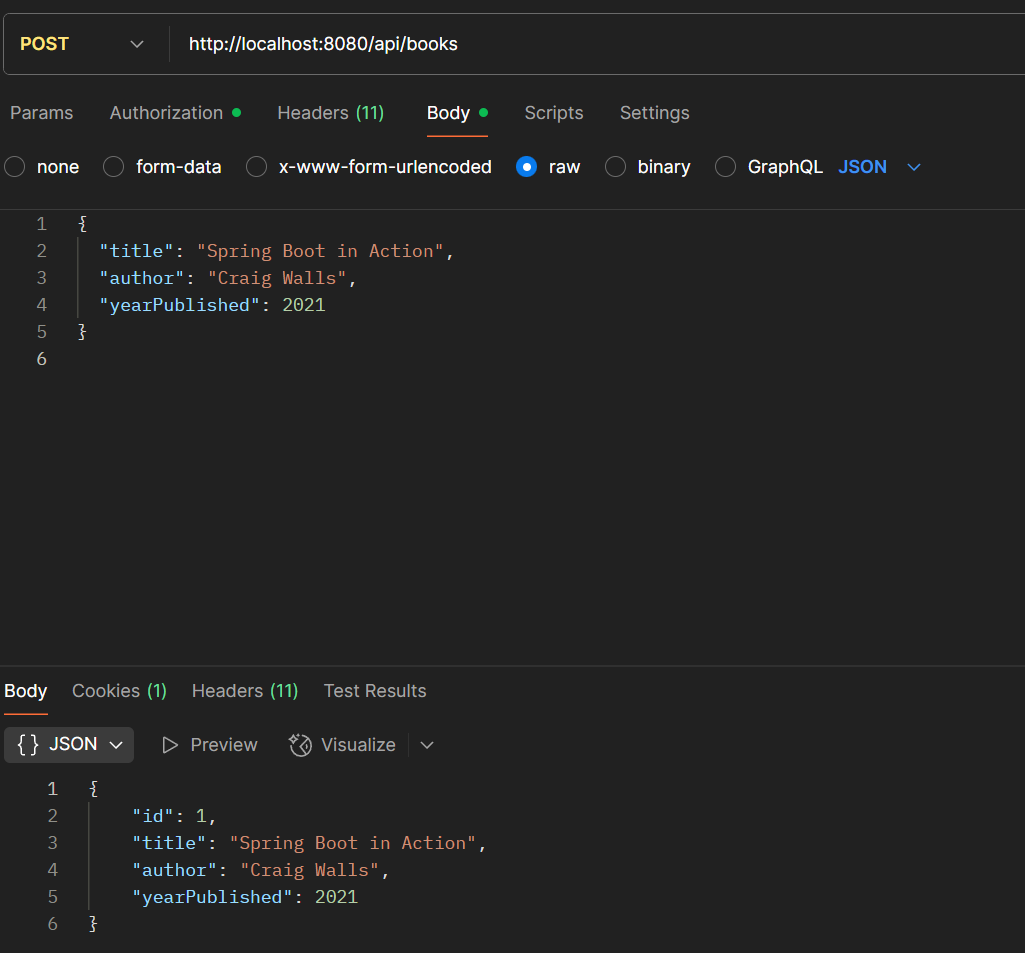 POST http://localhost:8080/api/books
Params Authorization Headers (11) Body Scripts Settings
none form-data x-www-form-urlencoded raw binary GraphQL JSON
1 {
2 "title": "Spring Boot in Action",
3 "author": "Craig Walls",
4 "yearPublished": 2021
5 }
6
Body Cookies (1) Headers (11) Test Results
{} JSON Preview Visualize
1 {
2 "id": 1,
3 "title": "Spring Boot in Action",
4 "author": "Craig Walls",
5 "yearPublished": 2021
6 }